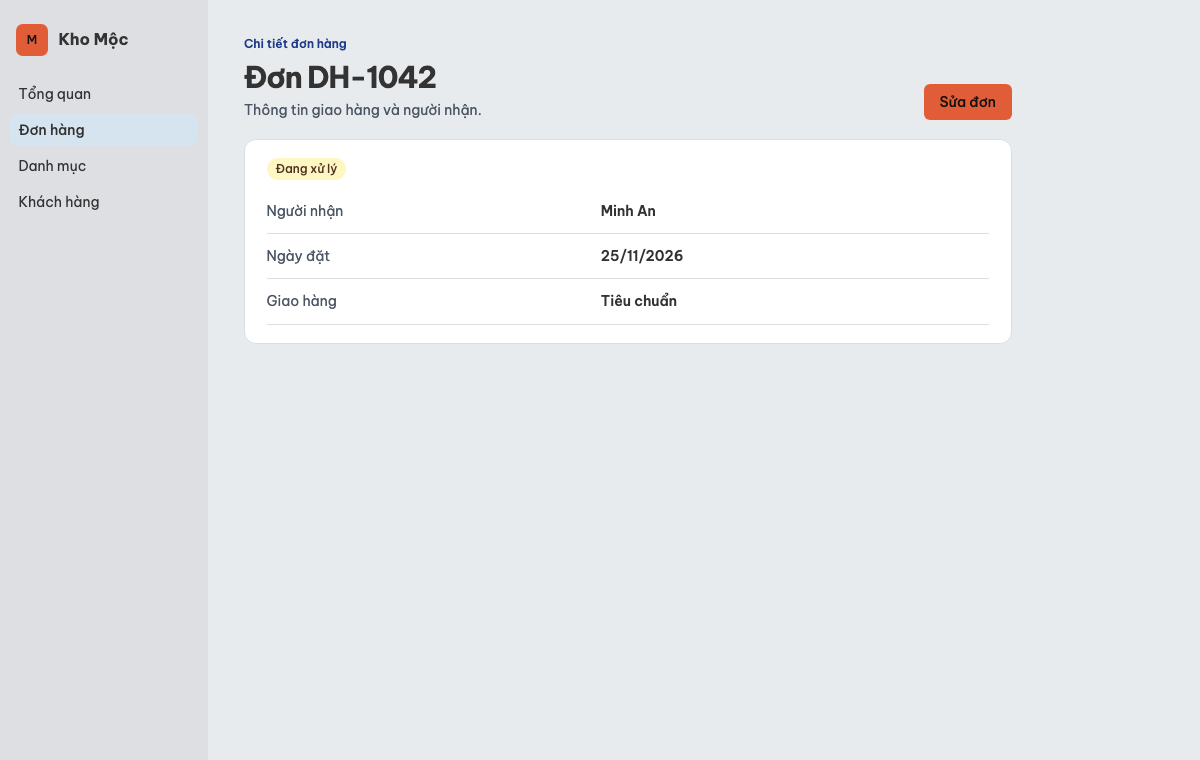 M
Kho Mộc
Tổng quan
Đơn hàng
Danh mục
Khách hàng
Chi tiết đơn hàng
Đơn DH-1042
Thông tin giao hàng và người nhận.
Sửa đơn
Đang xử lý
Người nhận Minh An
Ngày đặt 25/11/2026
Giao hàng Tiêu chuẩn